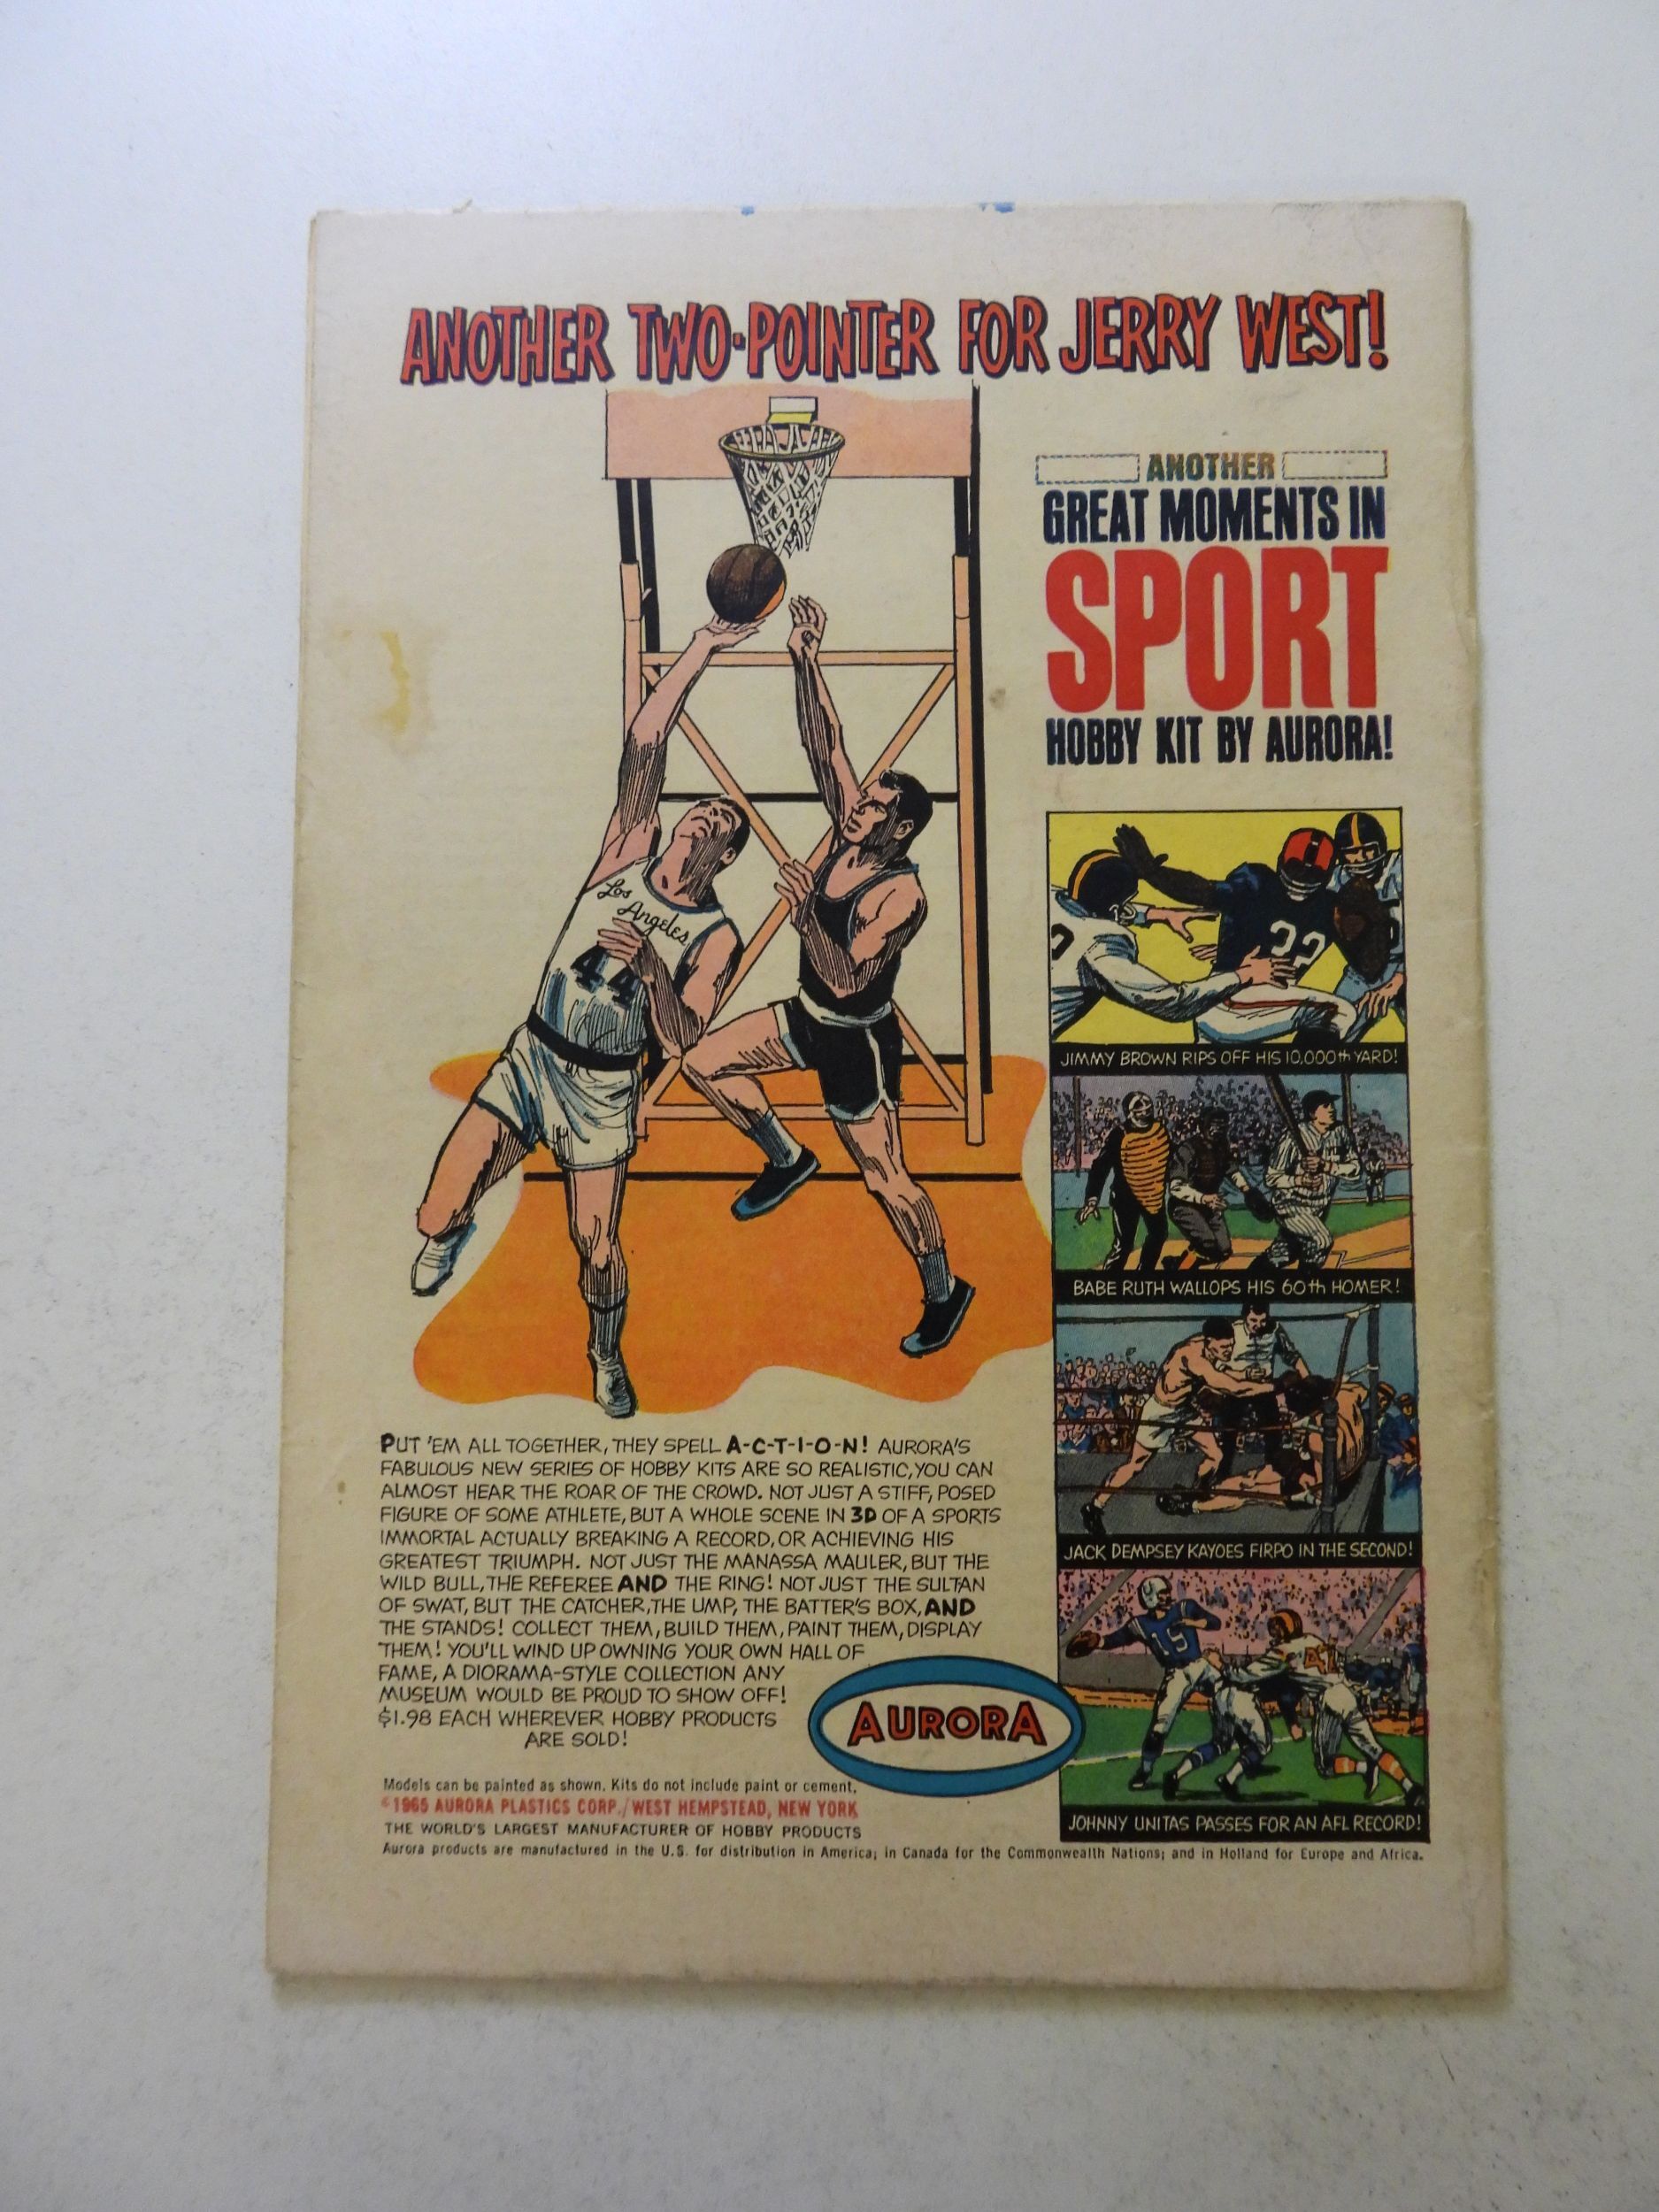 ANOTHER TWO-POINTER FOR JERRY WEST!
ANOTHER
GREAT MOMENTS IN
SPORT
HOBBY KIT BY AURORA!
Los
Angeles
44
22
JIMMY BROWN RIPS OFF HIS 10,000th YARD!
BABE RUTH WALLOPS HIS 60th HOMER!
JACK DEMPSEY KAYOES FIRPO IN THE SECOND!
15
41
JOHNNY UNITAS PASSES FOR AN AFL RECORD!
PUT 'EM ALL TOGETHER, THEY SPELL A-C-T-I-O-N! AURORA'S
FABULOUS NEW SERIES OF HOBBY KITS ARE SO REALISTIC, YOU CAN
ALMOST HEAR THE ROAR OF THE CROWD. NOT JUST A STIFF, POSED
FIGURE OF SOME ATHLETE, BUT A WHOLE SCENE IN 3D OF A SPORTS
IMMORTAL ACTUALLY BREAKING A RECORD, OR ACHIEVING HIS
GREATEST TRIUMPH. NOT JUST THE MANASSA MAULER, BUT THE
WILD BULL, THE REFEREE AND THE RING! NOT JUST THE SULTAN
OF SWAT, BUT THE CATCHER, THE UMP, THE BATTER'S BOX, AND
THE STANDS! COLLECT THEM, BUILD THEM, PAINT THEM, DISPLAY
THEM! YOU'LL WIND UP OWNING YOUR OWN HALL OF
FAME, A DIORAMA-STYLE COLLECTION ANY
MUSEUM WOULD BE PROUD TO SHOW OFF!
$1.98 EACH WHEREVER HOBBY PRODUCTS
ARE SOLD!
AURORA
Models can be painted as shown. Kits do not include paint or cement.
©1965 AURORA PLASTICS CORP./WEST HEMPSTEAD, NEW YORK
THE WORLD'S LARGEST MANUFACTURER OF HOBBY PRODUCTS
Aurora products are manufactured in the U.S. for distribution in America; in Canada for the Commonwealth Nations; and in Holland for Europe and Africa.